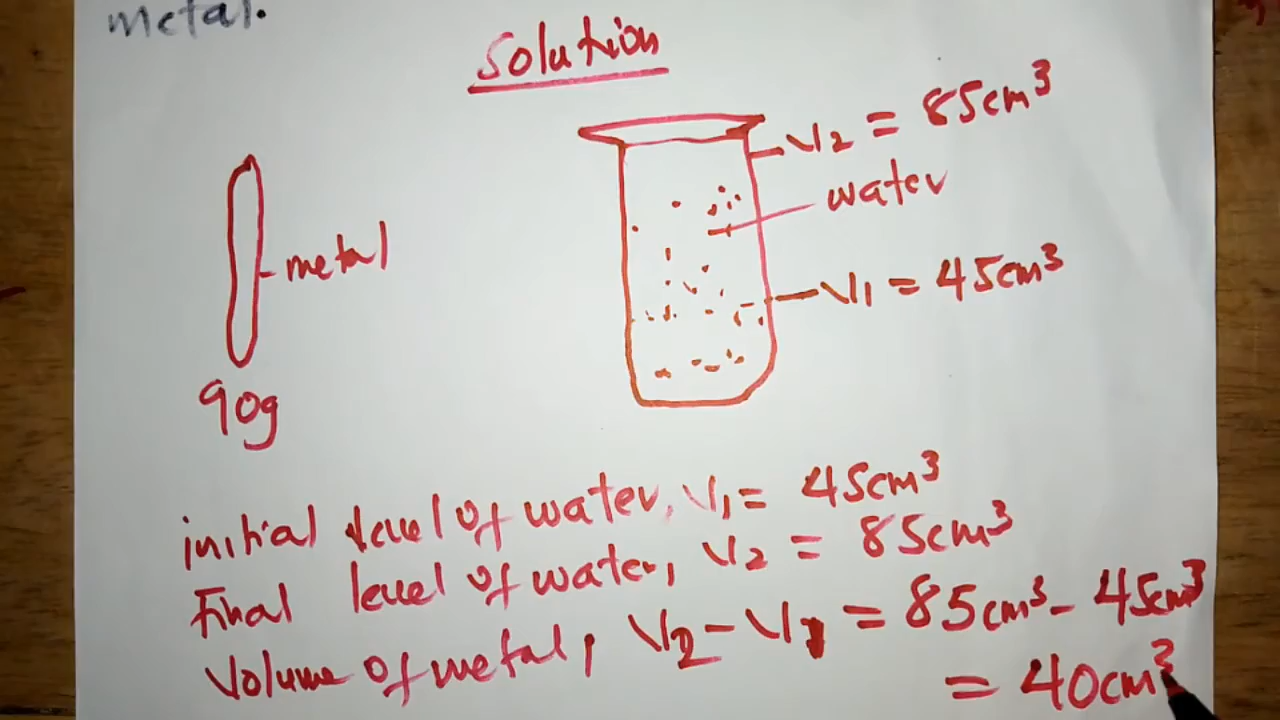 metal.
Solution
V2 = 85cm³
water
metal
V1 = 45cm³
90g
initial level of water, V1 = 45cm³
Final level of water, V2 = 85cm³
Volume of metal, V2 - V1 = 85cm³ - 45cm³
= 40cm³